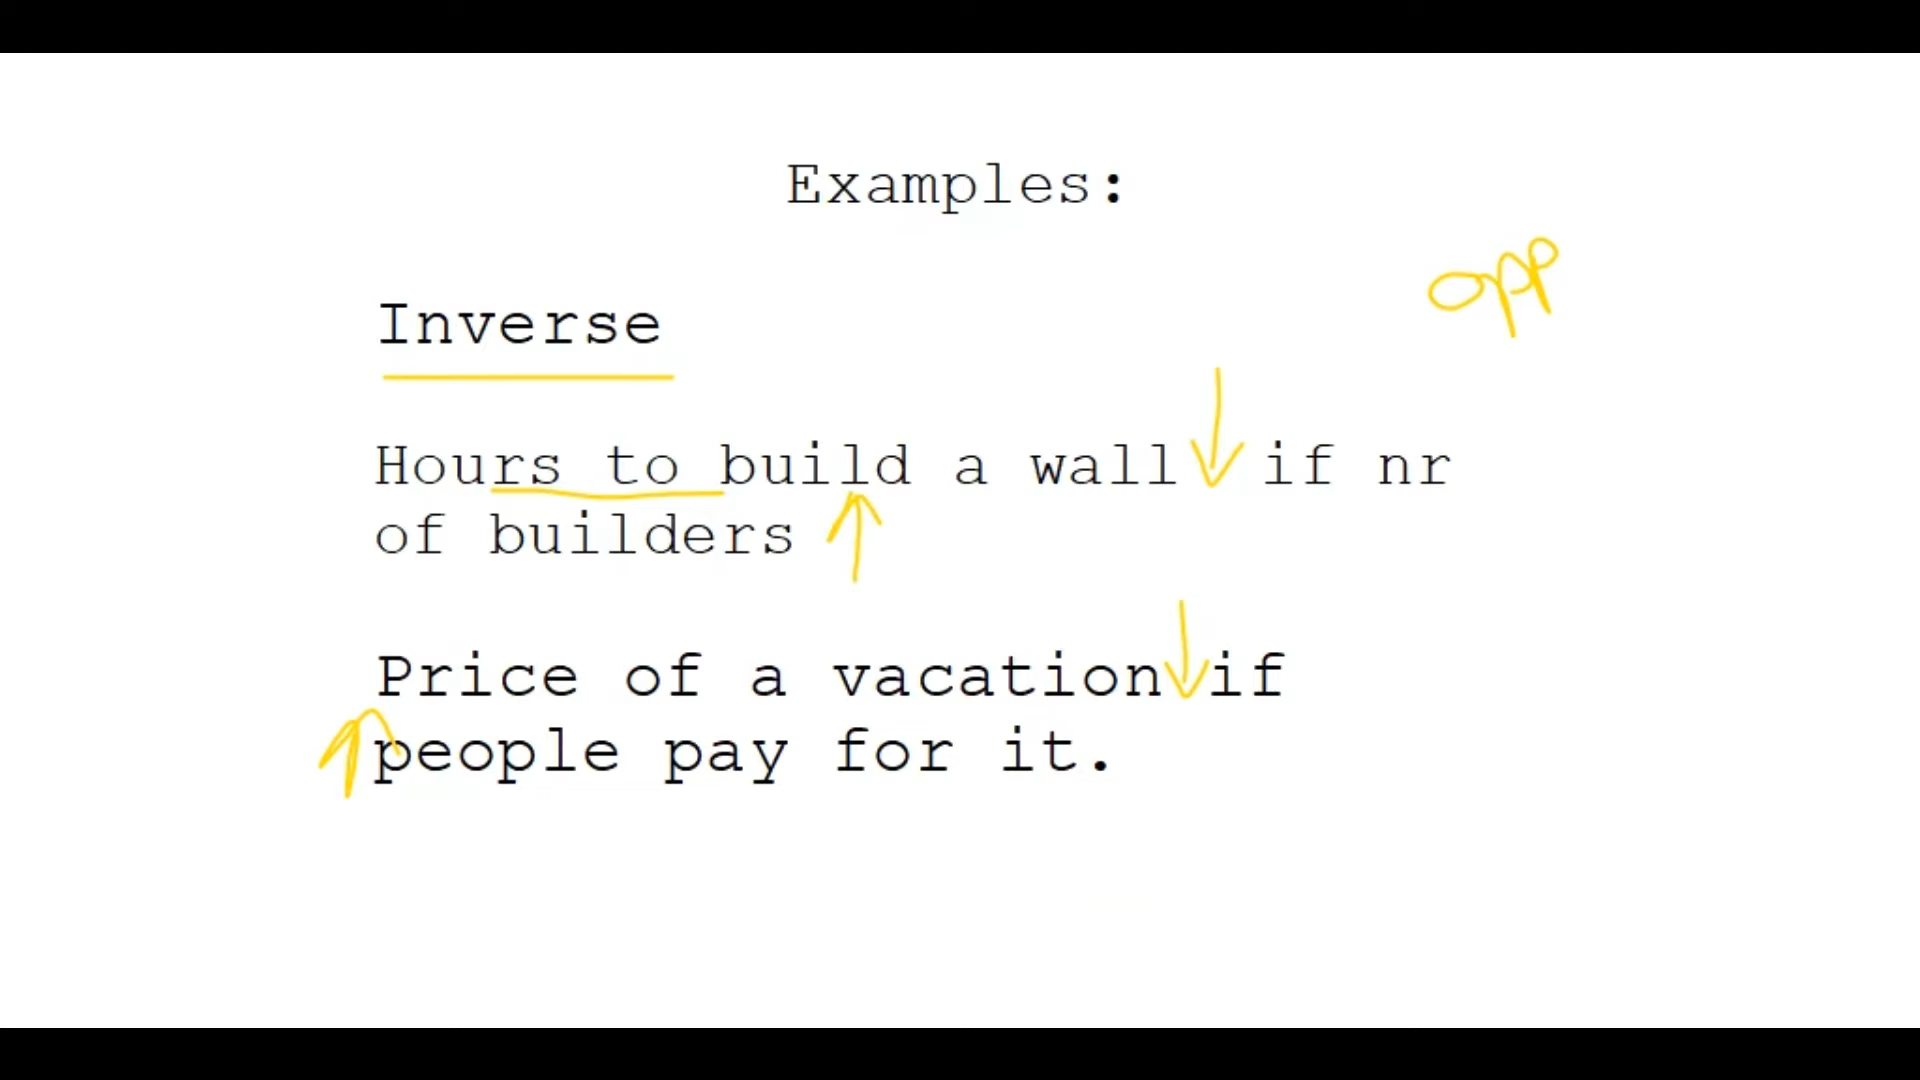 Examples:
opp
Inverse
Hours to build a wall ↓ if nr
of builders ↑
Price of a vacation ↓ if
↑ people pay for it.